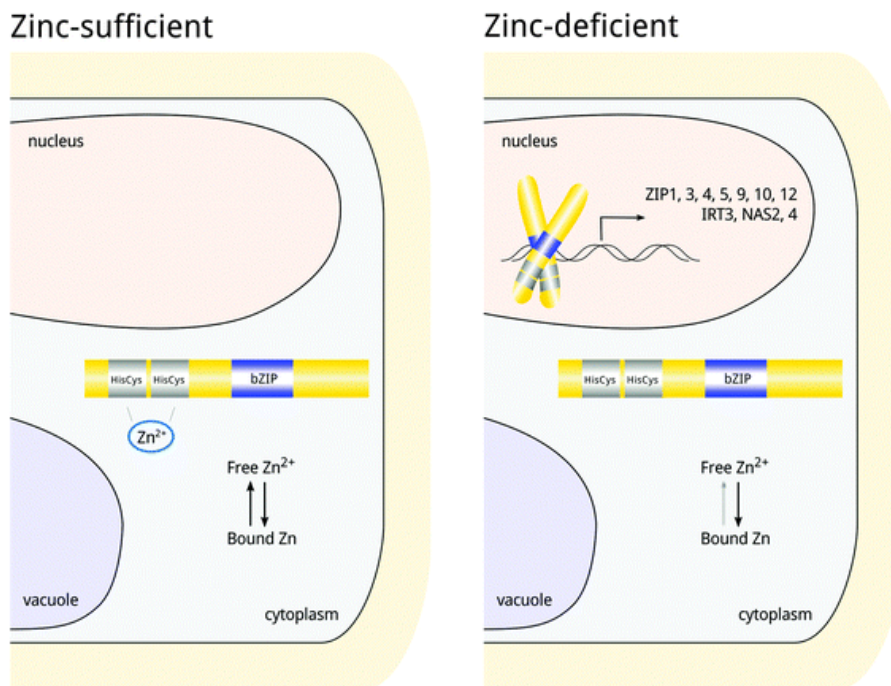 Zinc-sufficient
nucleus
HisCys HisCys bZIP
Zn²⁺
Free Zn²⁺
Bound Zn
vacuole
cytoplasm
Zinc-deficient
nucleus
ZIP1, 3, 4, 5, 9, 10, 12
IRT3, NAS2, 4
HisCys HisCys bZIP
Free Zn²⁺
Bound Zn
vacuole
cytoplasm